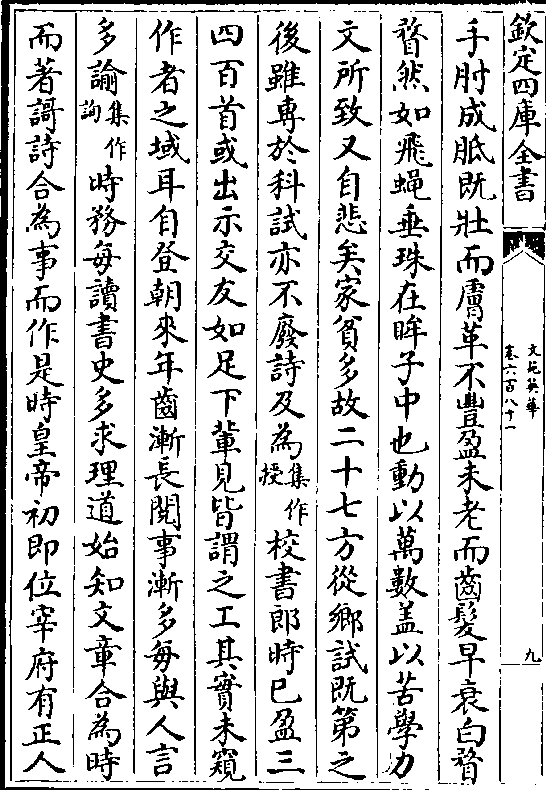 欽定四庫全書
文苑英華
卷六百八十一
九
手肘成胝既壯而膚革不豐盈未老而齒髮早衰白瞀
瞀然如飛蠅垂珠在眸子中也動以萬數盖以苦學力
文所致又自悲矣家貧多故二十七方從鄉試既第之
後雖專於科試亦不廢詩及為集作授校書郎時已盈三
四百首或出示交友如足下輩見皆謂之工其實未窺
作者之域耳自登朝來年齒漸長閱事漸多每與人言
多諭集作詢時務每讀書史多求理道始知文章合為時
而著謌詩合為事而作是時皇帝初即位宰府有正人